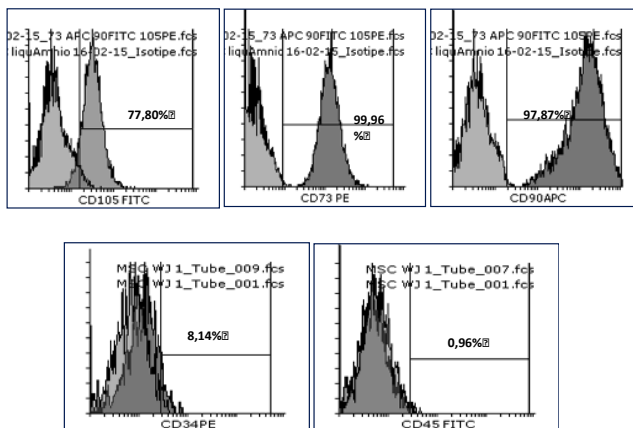 02-15_73 APC 90FITC 105PE.fcs
liquAmnio 16-02-15_Isotipe.fcs
77,80%
CD105 FITC
02-15_73 APC 90FITC 105PE.fcs
liquAmnio 16-02-15_Isotipe.fcs
99,96
%
CD73 PE
02-15_73 APC 90FITC 105PE.fcs
liquAmnio 16-02-15_Isotipe.fcs
97,87%
CD90APC
MSC WJ 1_Tube_009.fcs
MSC WJ 1_Tube_001.fcs
8,14%
CD34PE
MSC WJ 1_Tube_007.fcs
MSC WJ 1_Tube_001.fcs
0,96%
CD45 FITC